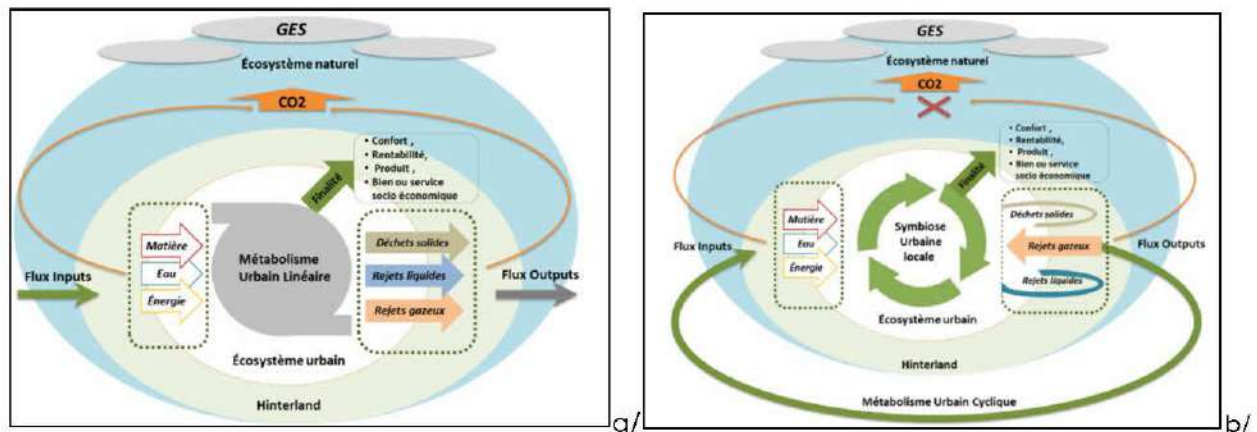 GES
Écosystème naturel
CO2
• Confort ,
• Rentabilité,
• Produit ,
• Bien ou service
socio économique
Finalité
Matière
Eau
Énergie
Métabolisme
Urbain Linéaire
Déchets solides
Rejets liquides
Rejets gazeux
Flux Inputs
Flux Outputs
Écosystème urbain
Hinterland
a/
GES
Écosystème naturel
CO2
• Confort ,
• Rentabilité,
• Produit ,
• Bien ou service
socio économique
Finalité
Matière
Eau
Énergie
Symbiose
Urbaine
locale
Déchets solides
Rejets gazeux
Rejets liquides
Flux Inputs
Flux Outputs
Écosystème urbain
Hinterland
Métabolisme Urbain Cyclique
b/